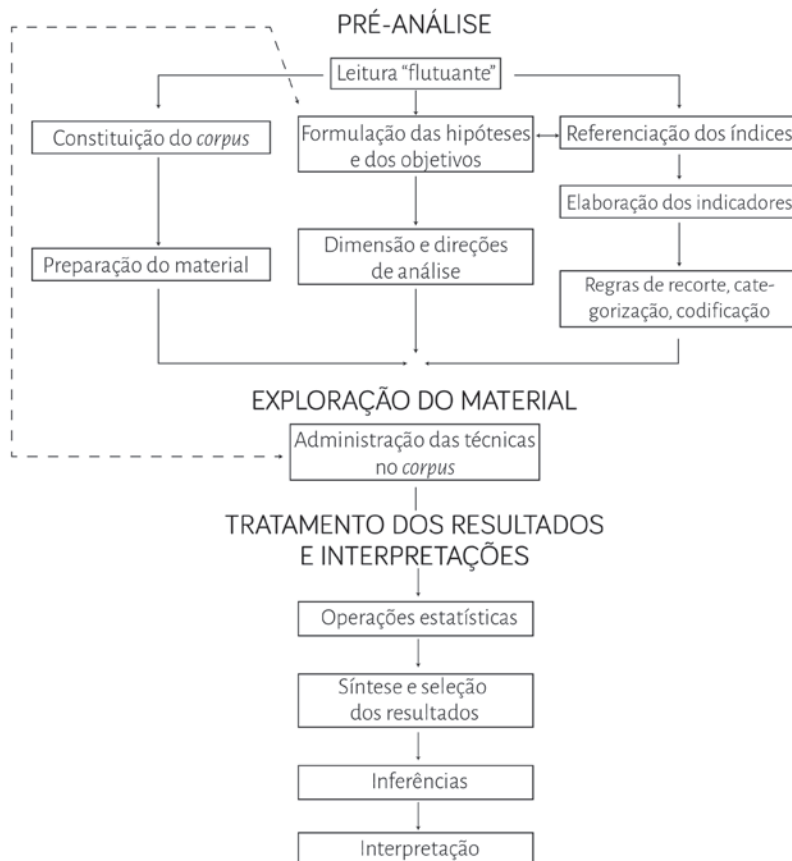 PRÉ-ANÁLISE
Leitura “flutuante”
Constituição do corpus
Formulação das hipóteses
e dos objetivos
Referenciação dos índices
Elaboração dos indicadores
Preparação do material
Dimensão e direções
de análise
Regras de recorte, cate-
gorização, codificação
EXPLORAÇÃO DO MATERIAL
Administração das técnicas
no corpus
TRATAMENTO DOS RESULTADOS
E INTERPRETAÇÕES
Operações estatísticas
Síntese e seleção
dos resultados
Inferências
Interpretação